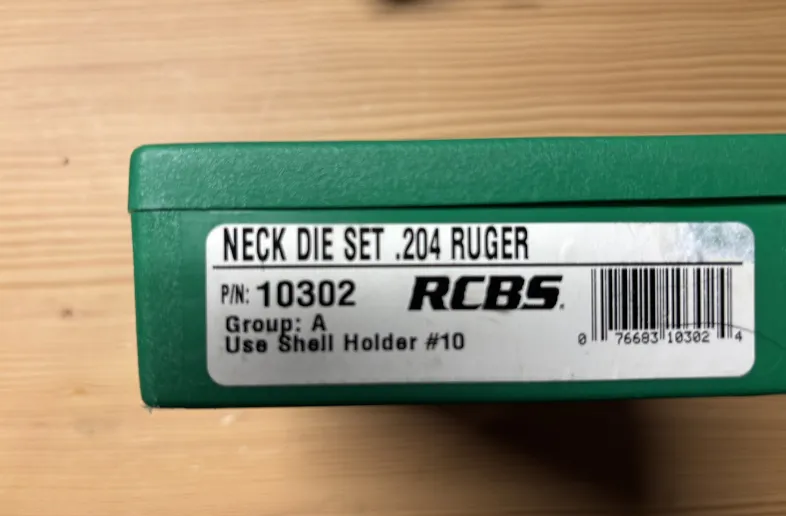 NECK DIE SET .204 RUGER
P/N: 10302 RCBS.
Group: A
Use Shell Holder #10
0 76683 10302 4